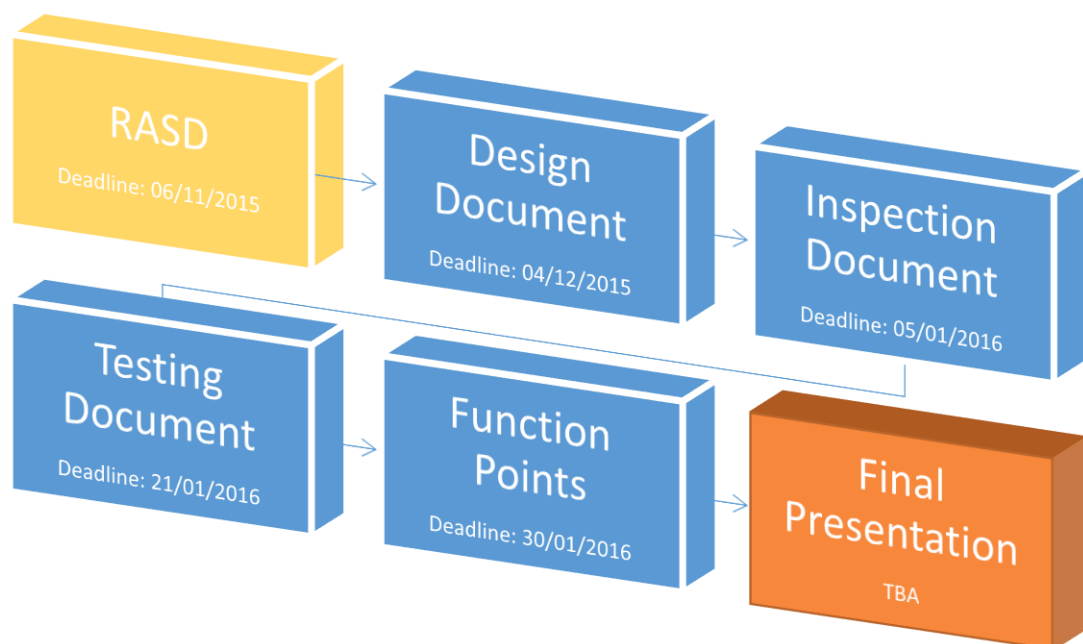 RASD
Deadline: 06/11/2015
Design
Document
Deadline: 04/12/2015
Inspection
Document
Deadline: 05/01/2016
Testing
Document
Deadline: 21/01/2016
Function
Points
Deadline: 30/01/2016
Final
Presentation
TBA